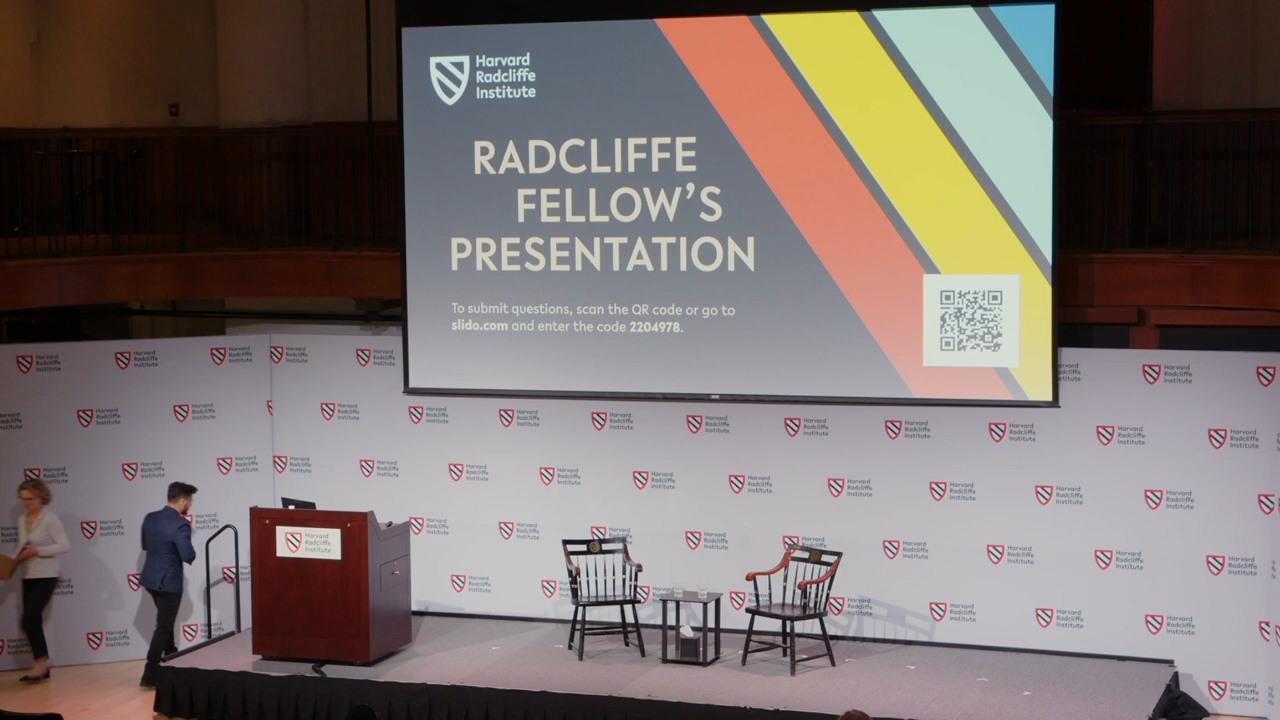 Harvard
Radcliffe
Institute
RADCLIFFE
FELLOW'S
PRESENTATION
To submit questions, scan the QR code or go to
slido.com and enter the code 2204978.
Harvard
Radcliffe
Institute